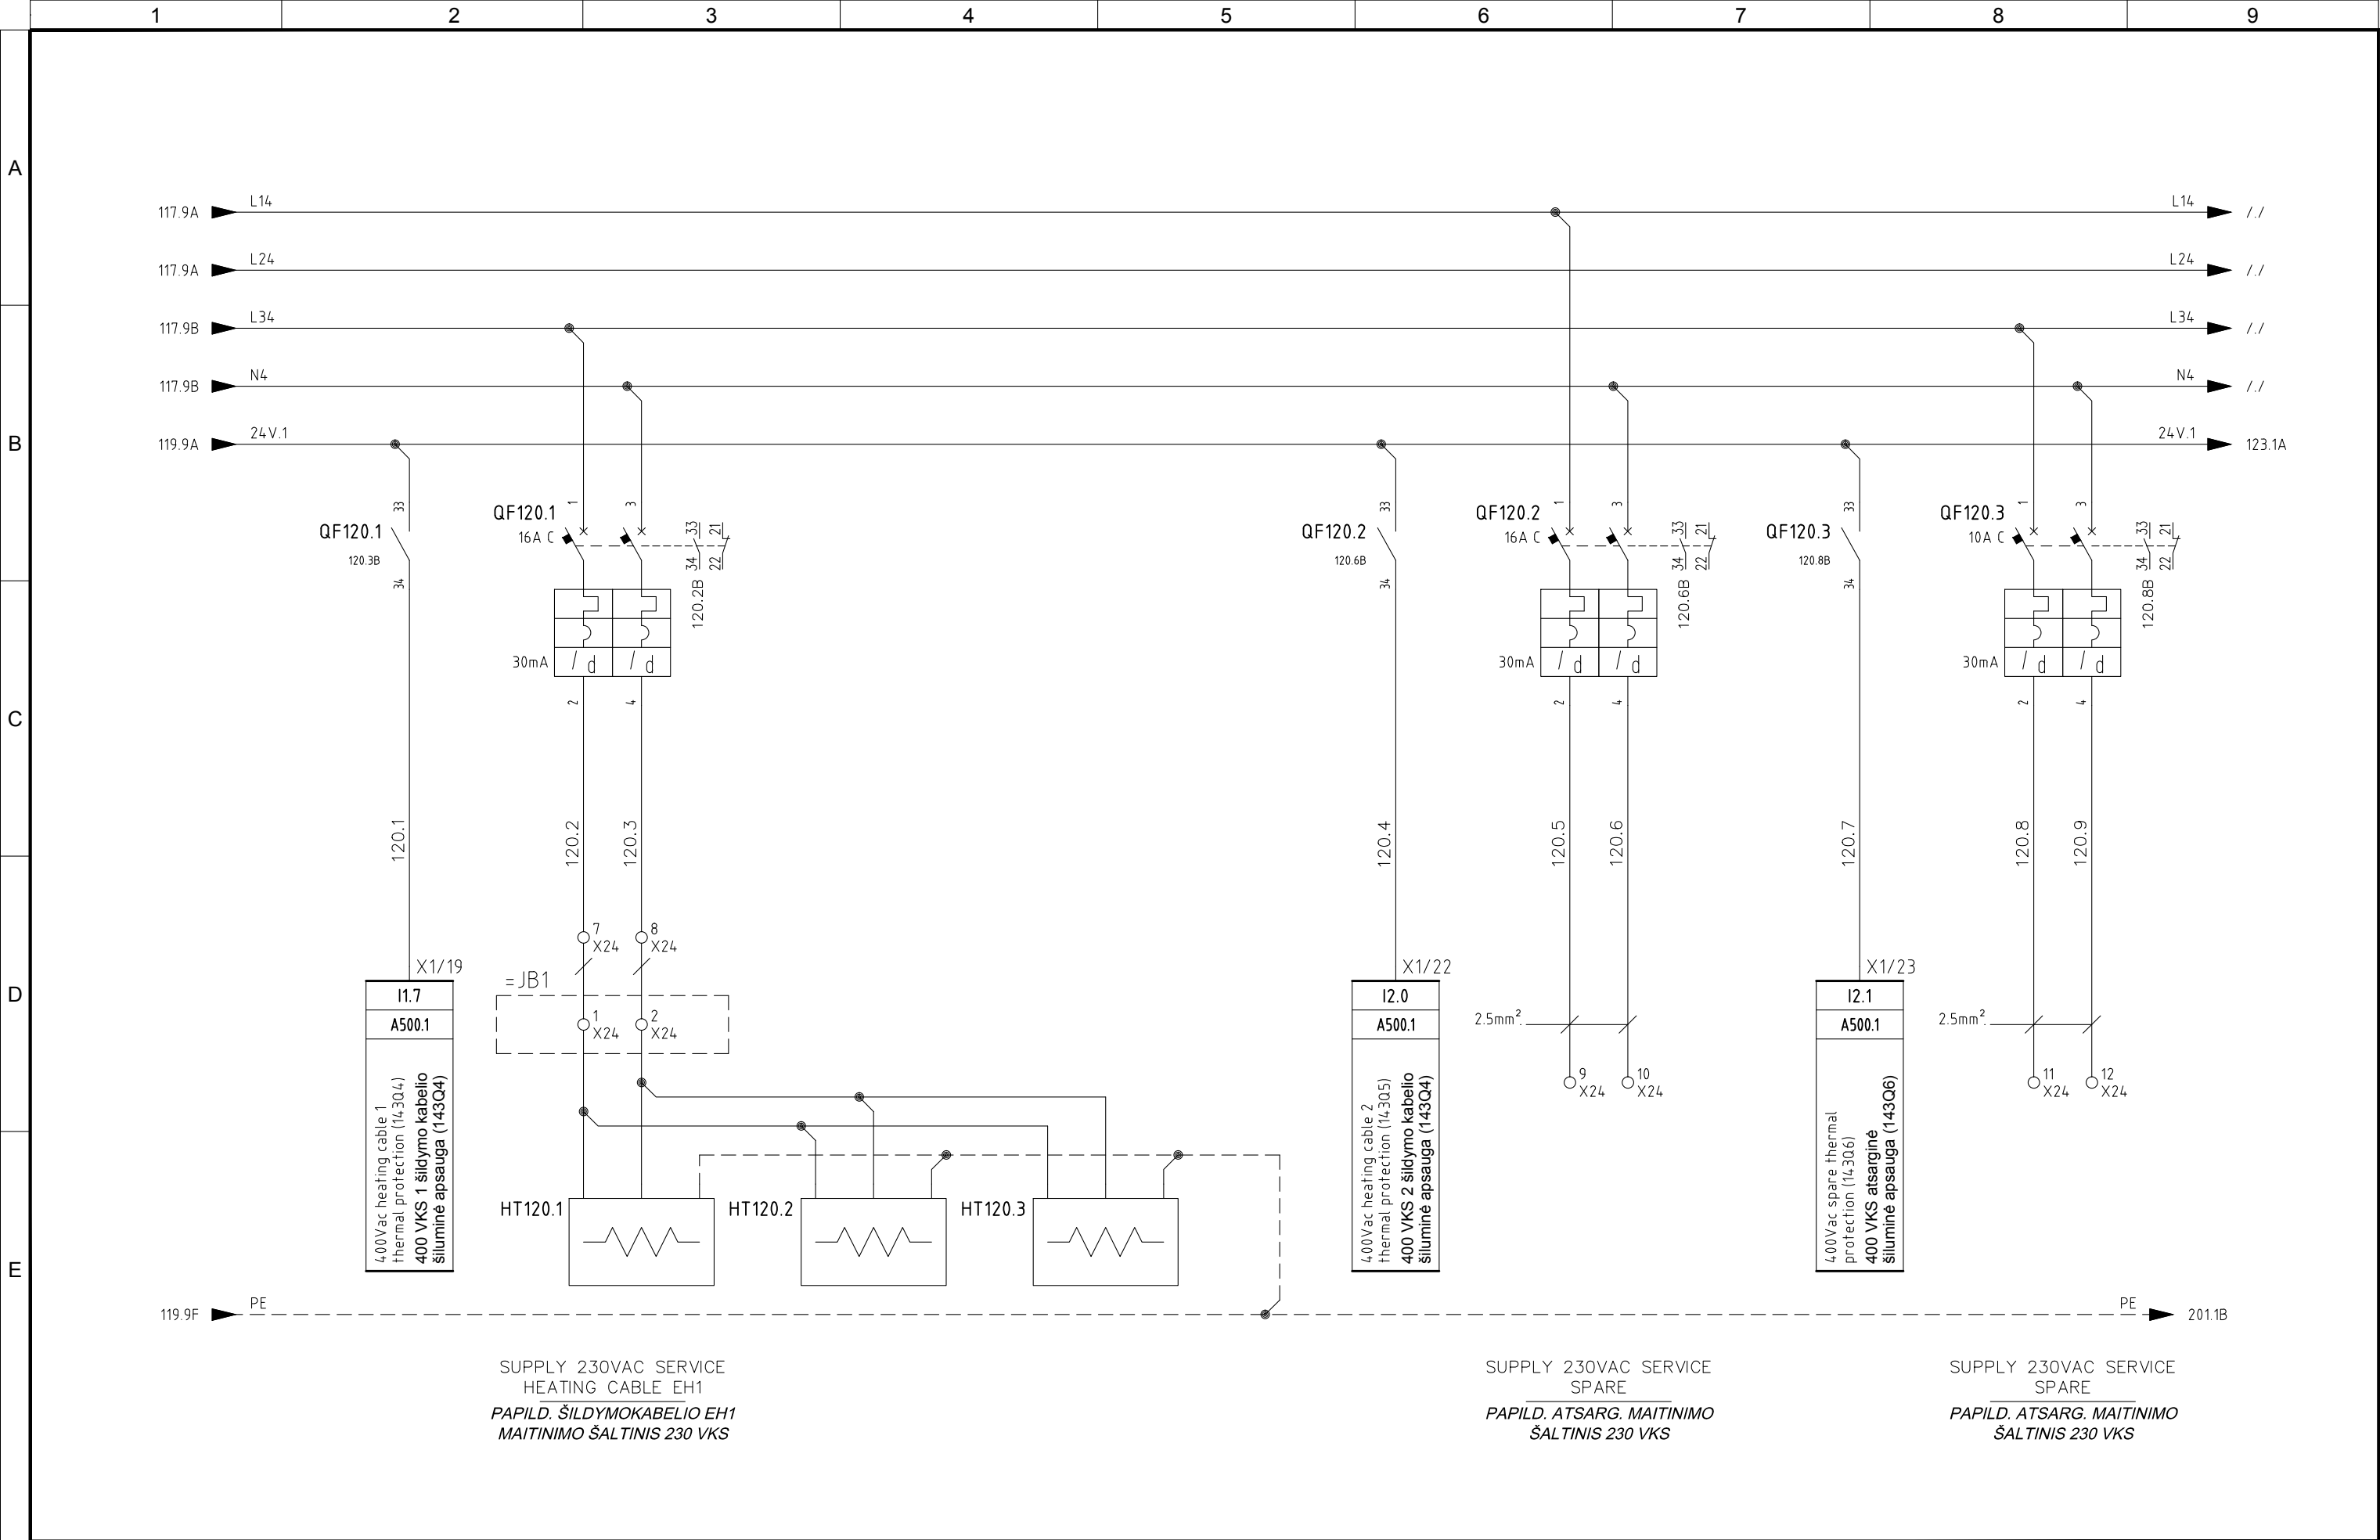 1 2 3 4 5 6 7 8 9
A
117.9A L14 L14 /./
117.9A L24 L24 /./
117.9B L34 L34 /./
117.9B N4 N4 /./
B
119.9A 24V.1 24V.1 123.1A
33 1 3 33 1 3 33 1 3
QF120.1 QF120.1 33 21 QF120.2 QF120.2 33 21 QF120.3 QF120.3 33 21
120.3B 16A C 34 22 120.6B 16A C 34 22 120.8B 10A C 34 22
34 120.2B 34 120.6B 34 120.8B
30mA / d / d 30mA / d / d 30mA / d / d
2 4 2 4 2 4
C
120.1 120.2 120.3 120.4 120.5 120.6 120.7 120.8 120.9
7 8
X24 X24
X1/19 X1/22 X1/23
=JB1
D
I1.7 I2.0 I2.1
A500.1 A500.1 A500.1
1 2
X24 X24
2.5mm². 2.5mm².
9 10 11 12
X24 X24 X24 X24
400Vac heating cable 1
thermal protection (143Q4)
400 VKS 1 šildymo kabelio
šiluminė apsauga (143Q4)
400Vac heating cable 2
thermal protection (143Q5)
400 VKS 2 šildymo kabelio
šiluminė apsauga (143Q4)
400Vac spare thermal
protection (143Q6)
400 VKS atsarginė
šiluminė apsauga (143Q6)
HT120.1 HT120.2 HT120.3
E
119.9F PE PE 201.1B
SUPPLY 230VAC SERVICE
HEATING CABLE EH1
PAPILD. ŠILDYMOKABELIO EH1
MAITINIMO ŠALTINIS 230 VKS
SUPPLY 230VAC SERVICE
SPARE
PAPILD. ATSARG. MAITINIMO
ŠALTINIS 230 VKS
SUPPLY 230VAC SERVICE
SPARE
PAPILD. ATSARG. MAITINIMO
ŠALTINIS 230 VKS